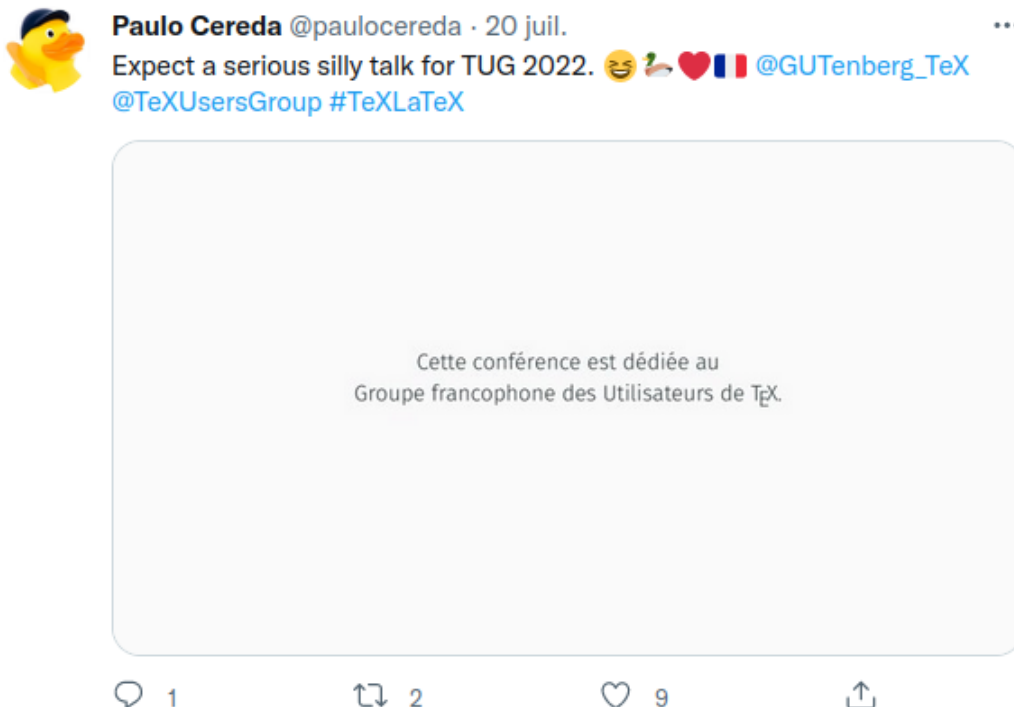 Paulo Cereda @paulocereda · 20 juil.
Expect a serious silly talk for TUG 2022. 😆🦆❤️🇫🇷 @GUTenberg_TeX
@TeXUsersGroup #TeXLaTeX
Cette conférence est dédiée au
Groupe francophone des Utilisateurs de TEX.
1 2 9